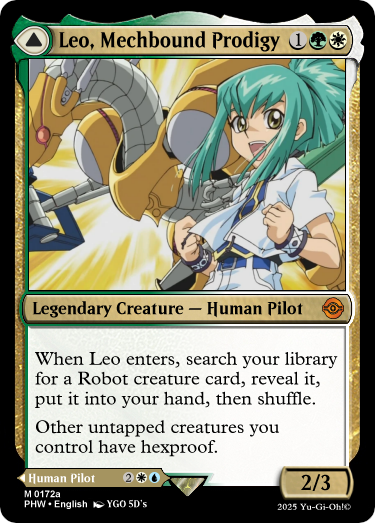 Leo, Mechbound Prodigy 1
Legendary Creature — Human Pilot
When Leo enters, search your library
for a Robot creature card, reveal it,
put it into your hand, then shuffle.
Other untapped creatures you
control have hexproof.
Human Pilot 2
2/3
M 0172a
PHW • English YGO 5D's
2025 Yu-Gi-Oh!©